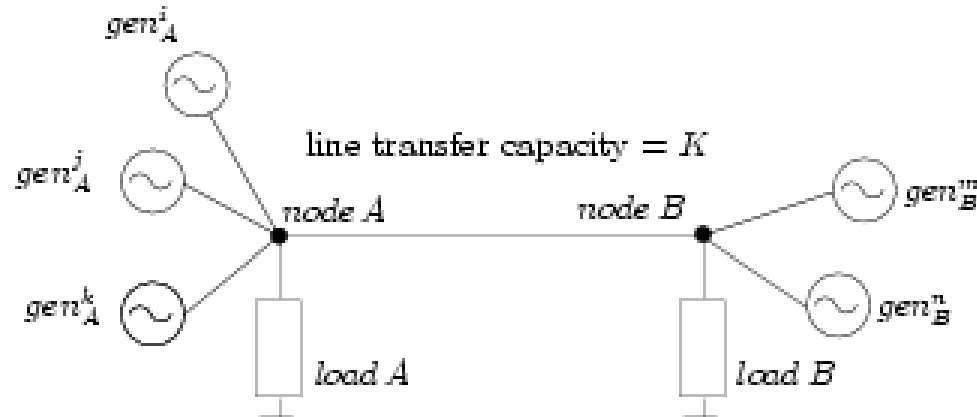 gen_A^i
line transfer capacity = K
gen_A^j
node A
node B
gen_B^m
gen_A^k
gen_B^n
load A
load B